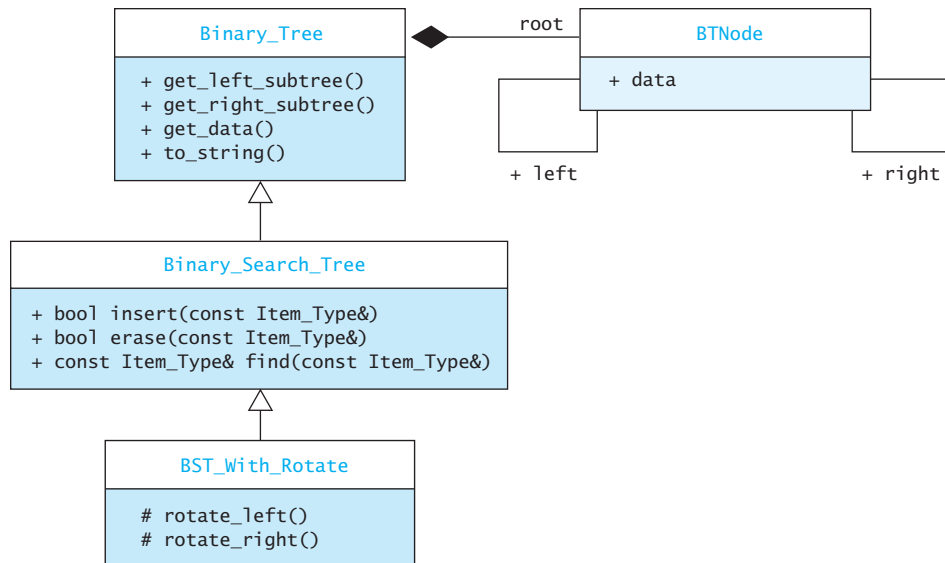 Binary_Tree
root
BTNode
+ get_left_subtree()
+ get_right_subtree()
+ get_data()
+ to_string()
+ data
+ left
+ right
Binary_Search_Tree
+ bool insert(const Item_Type&)
+ bool erase(const Item_Type&)
+ const Item_Type& find(const Item_Type&)
BST_With_Rotate
# rotate_left()
# rotate_right()